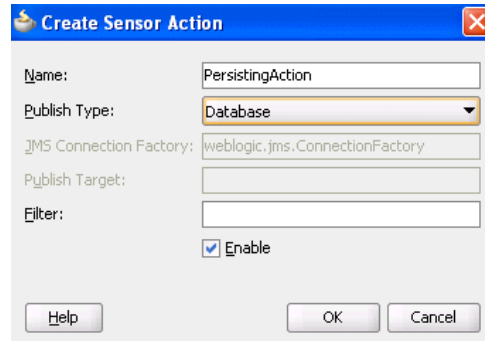 Create Sensor Action
Name: PersistingAction
Publish Type: Database
JMS Connection Factory: weblogic.jms.ConnectionFactory
Publish Target:
Filter:
Enable
Help OK Cancel